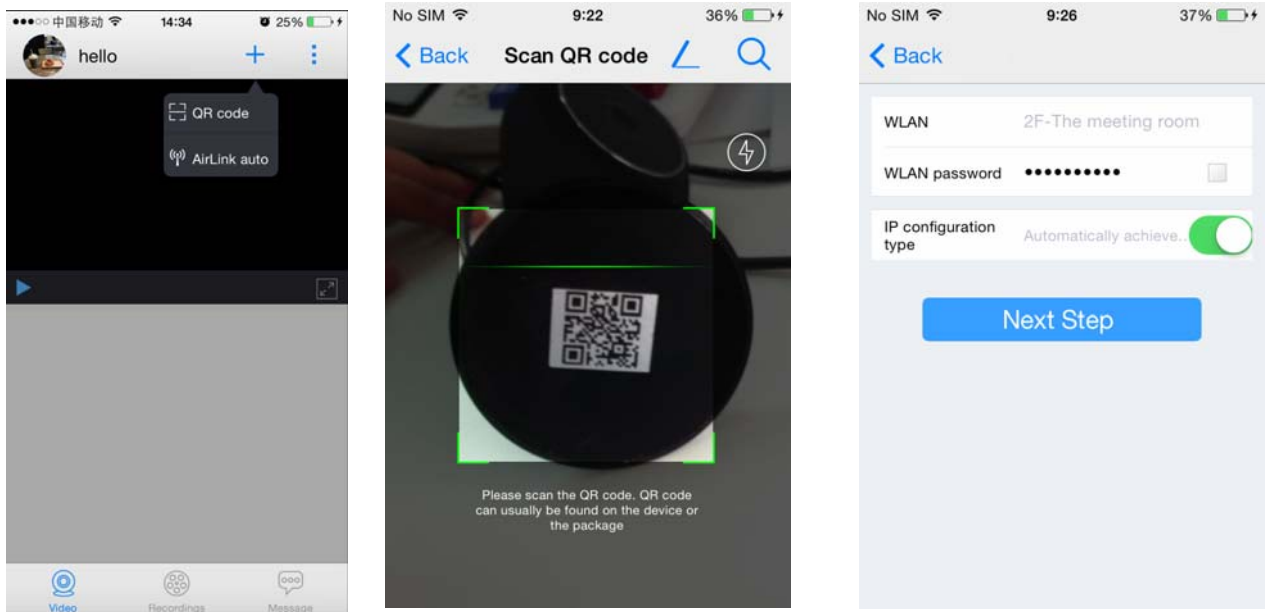 中国移动 14:34 25%
hello
QR code
AirLink auto
Video Recordings Message
No SIM 9:22 36%
Back Scan QR code
Please scan the QR code. QR code
can usually be found on the device or
the package
No SIM 9:26 37%
Back
WLAN 2F-The meeting room
WLAN password ••••••••••
IP configuration
type
Automatically achieve..
Next Step